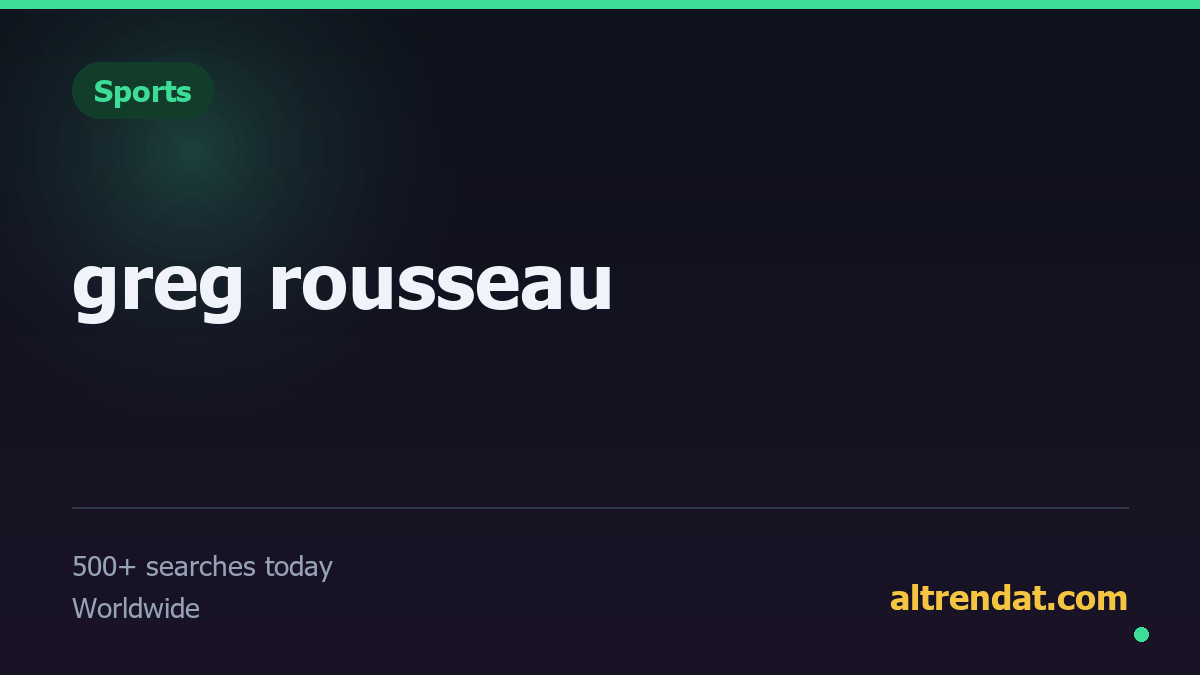 Sports
greg rousseau
500+ searches today
Worldwide
altrendat.com